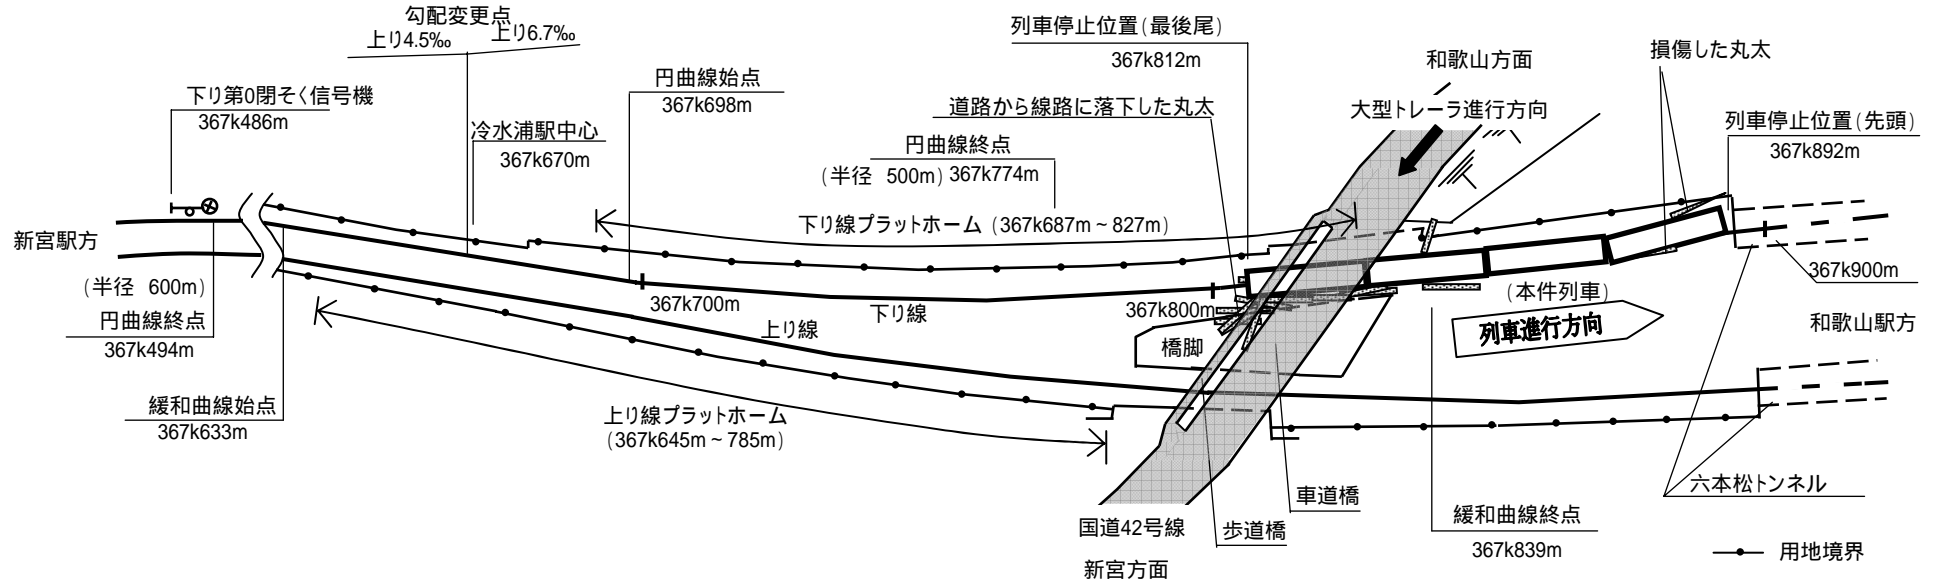 勾配変更点
上り4.5‰
上り6.7‰
下り第0閉そく信号機
367k486m
冷水浦駅中心
367k670m
円曲線始点
367k698m
列車停止位置(最後尾)
367k812m
道路から線路に落下した丸太
円曲線終点
(半径 500m) 367k774m
和歌山方面
大型トレーラ進行方向
損傷した丸太
列車停止位置(先頭)
367k892m
下り線プラットホーム (367k687m~827m)
新宮駅方
(半径 600m)
円曲線終点
367k494m
緩和曲線始点
367k633m
367k700m
下り線
上り線
367k800m
橋脚
(本件列車)
列車進行方向
367k900m
和歌山駅方
上り線プラットホーム
(367k645m~785m)
六本松トンネル
車道橋
歩道橋
国道42号線
新宮方面
緩和曲線終点
367k839m
用地境界